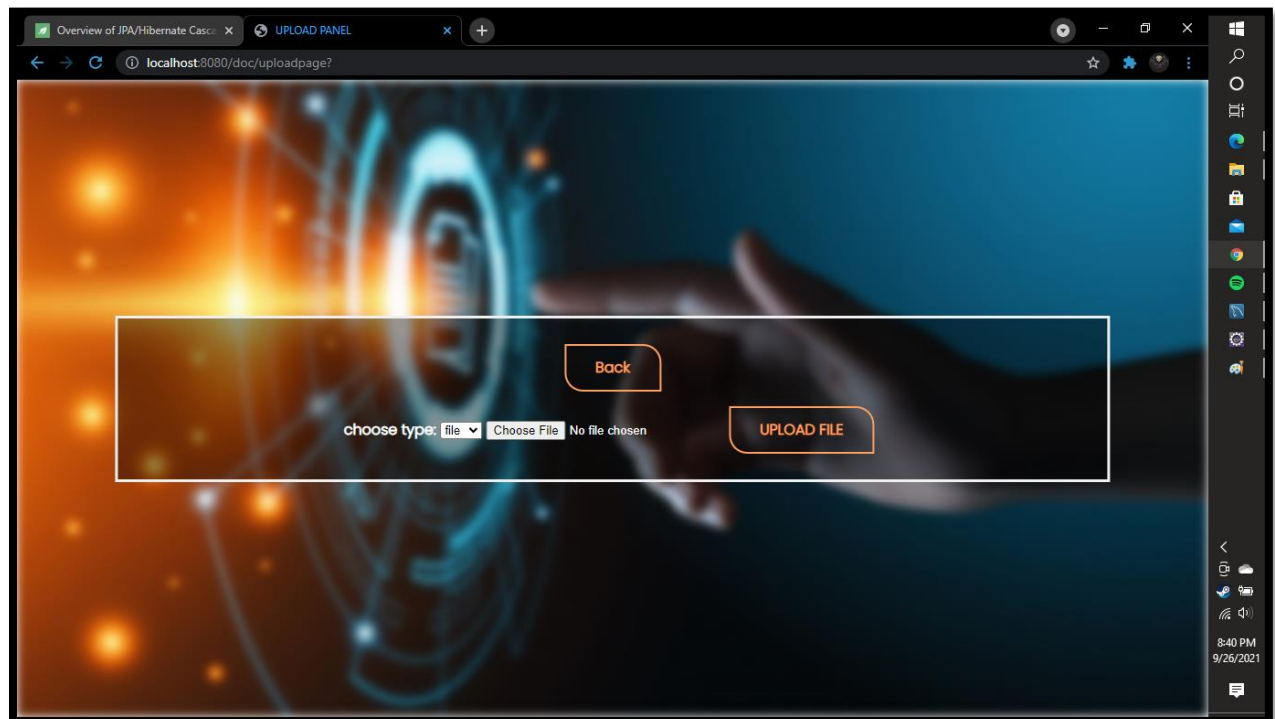 Overview of JPA/Hibernate Casca
UPLOAD PANEL
localhost:8080/doc/uploadpage?
Back
choose type: file Choose File No file chosen
UPLOAD FILE
8:40 PM
9/26/2021